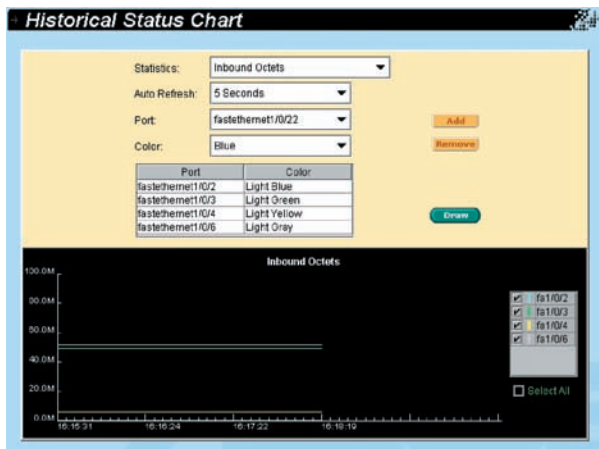 Historical Status Chart
Statistics: Inbound Octets
Auto Refresh: 5 Seconds
Port: fastethernet1/0/22 Add
Color: Blue Remove
Port Color
fastethernet1/0/2 Light Blue
fastethernet1/0/3 Light Green
fastethernet1/0/4 Light Yellow
fastethernet1/0/6 Light Gray
Draw
Inbound Octets
100.0M
80.0M
60.0M
40.0M
20.0M
0.0M
16:15:31 16:16:24 16:17:22 16:18:19
fa1/0/2
fa1/0/3
fa1/0/4
fa1/0/6
Select All